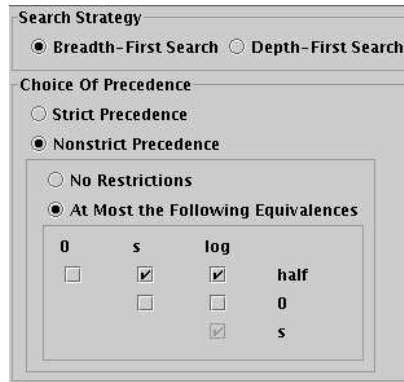 Search Strategy
Breadth-First Search Depth-First Search
Choice Of Precedence
Strict Precedence
Nonstrict Precedence
No Restrictions
At Most the Following Equivalences
0 s log
half
0
s